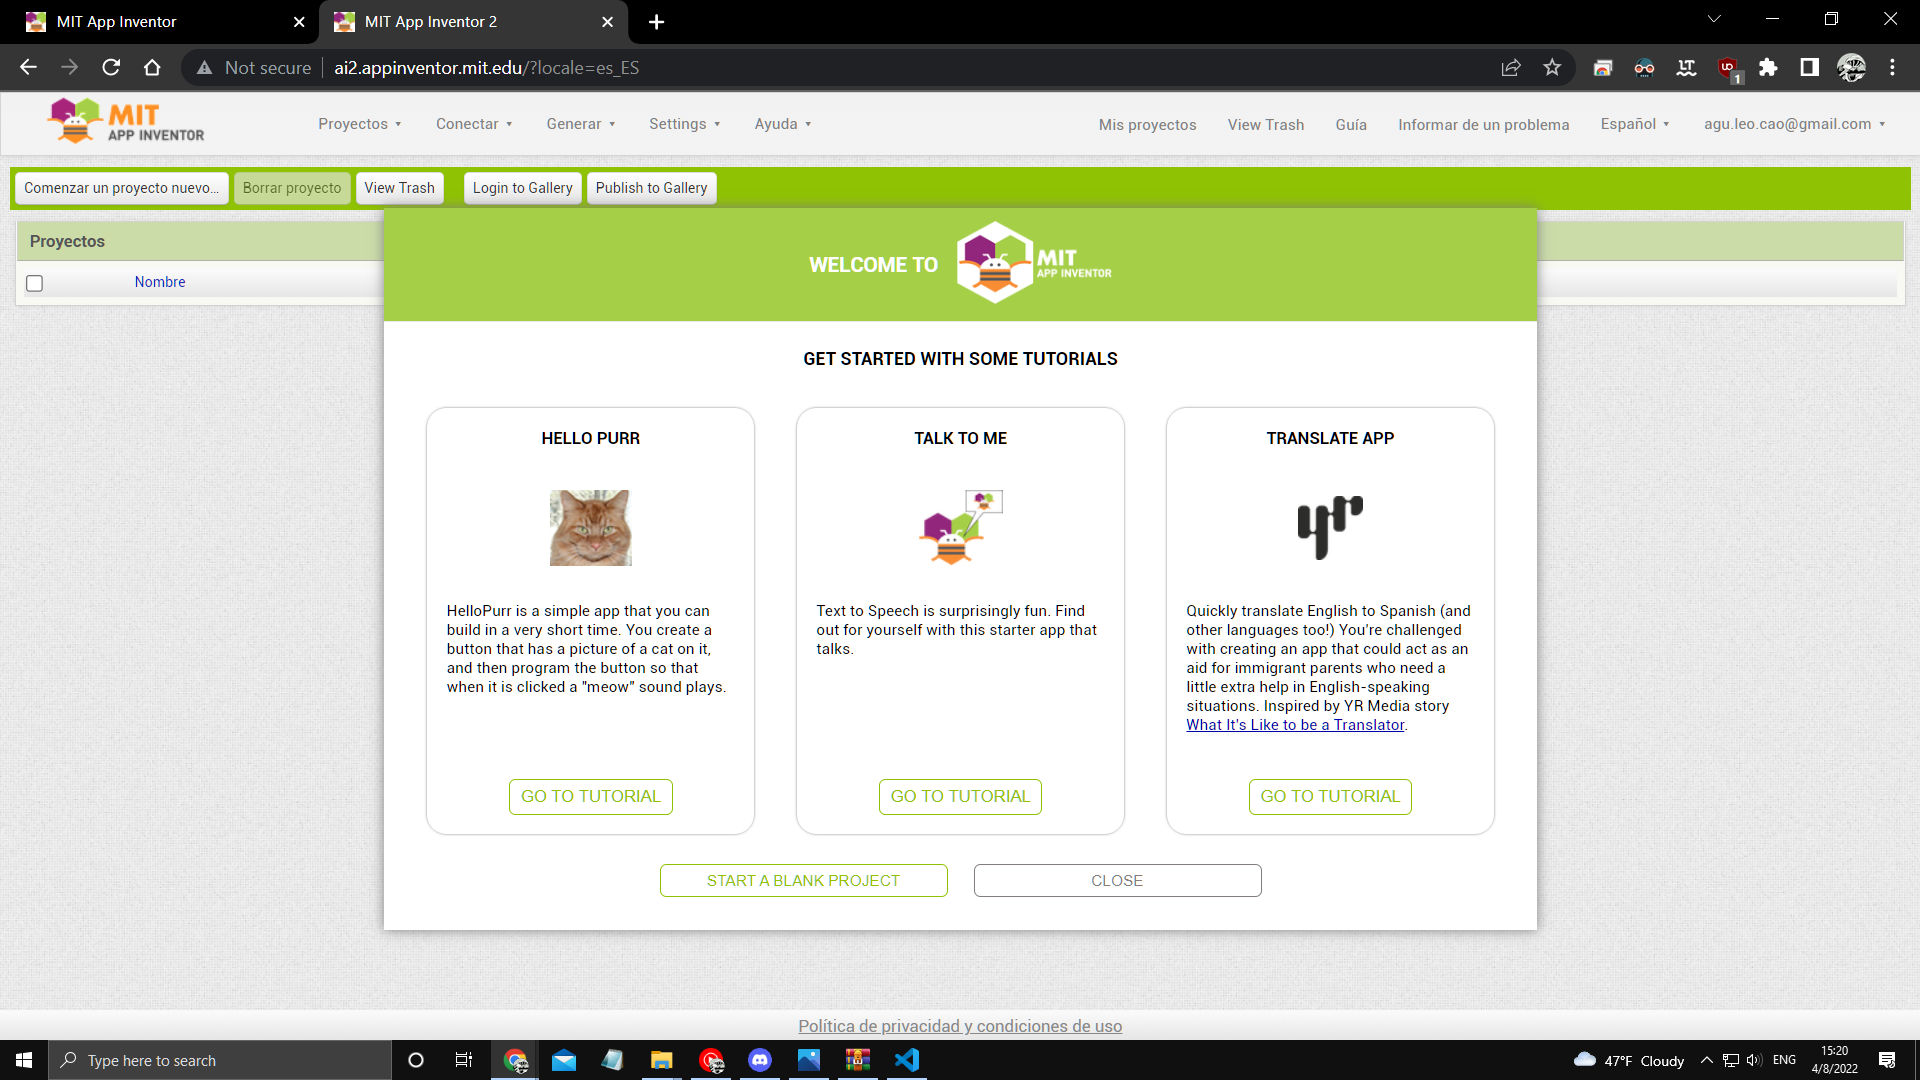 MIT App Inventor
MIT App Inventor 2
Not secure
ai2.appinventor.mit.edu/?locale=es_ES
1
MIT
APP INVENTOR
Proyectos
Conectar
Generar
Settings
Ayuda
Mis proyectos
View Trash
Guía
Informar de un problema
Español
agu.leo.cao@gmail.com
Comenzar un proyecto nuevo...
Borrar proyecto
View Trash
Login to Gallery
Publish to Gallery
Proyectos
Nombre
WELCOME TO
MIT
APP INVENTOR
GET STARTED WITH SOME TUTORIALS
HELLO PURR
HelloPurr is a simple app that you can
build in a very short time. You create a
button that has a picture of a cat on it,
and then program the button so that
when it is clicked a "meow" sound plays.
GO TO TUTORIAL
TALK TO ME
Text to Speech is surprisingly fun. Find
out for yourself with this starter app that
talks.
GO TO TUTORIAL
TRANSLATE APP
Quickly translate English to Spanish (and
other languages too!) You're challenged
with creating an app that could act as an
aid for immigrant parents who need a
little extra help in English-speaking
situations. Inspired by YR Media story
What It's Like to be a Translator.
GO TO TUTORIAL
START A BLANK PROJECT
CLOSE
Política de privacidad y condiciones de uso
Type here to search
47°F Cloudy
ENG
15:20
4/8/2022